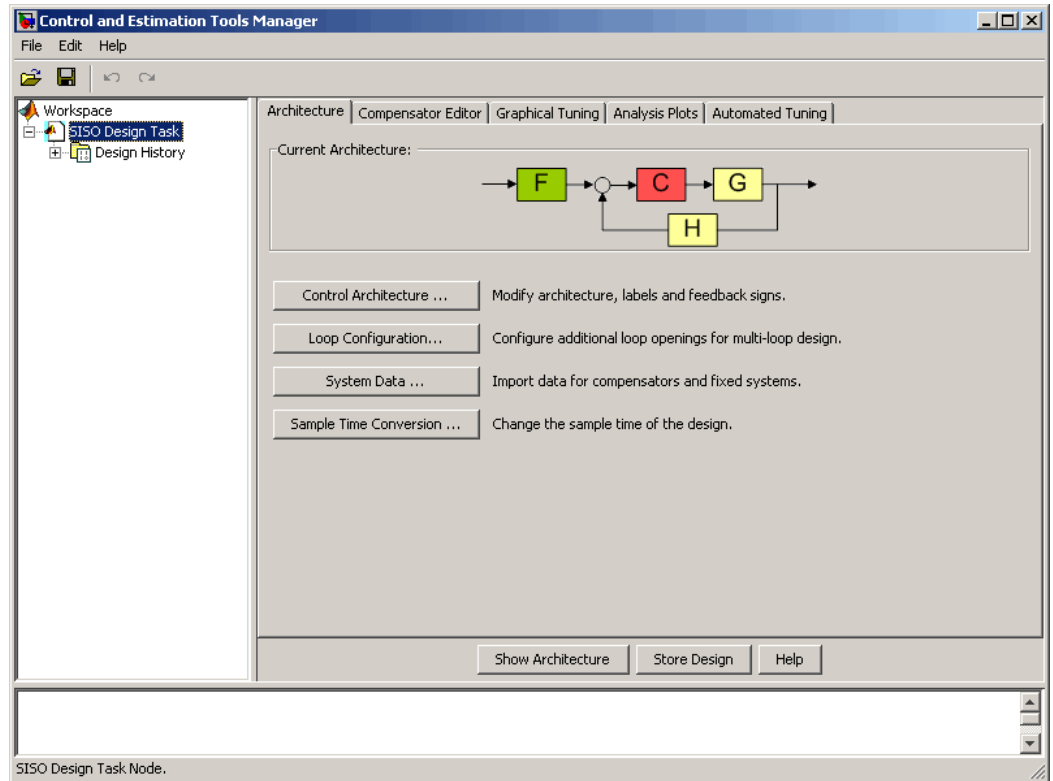 Control and Estimation Tools Manager
File Edit Help
Workspace
SISO Design Task
Design History
Architecture Compensator Editor Graphical Tuning Analysis Plots Automated Tuning
Current Architecture:
F C G
H
Control Architecture ... Modify architecture, labels and feedback signs.
Loop Configuration... Configure additional loop openings for multi-loop design.
System Data ... Import data for compensators and fixed systems.
Sample Time Conversion ... Change the sample time of the design.
Show Architecture Store Design Help
SISO Design Task Node.